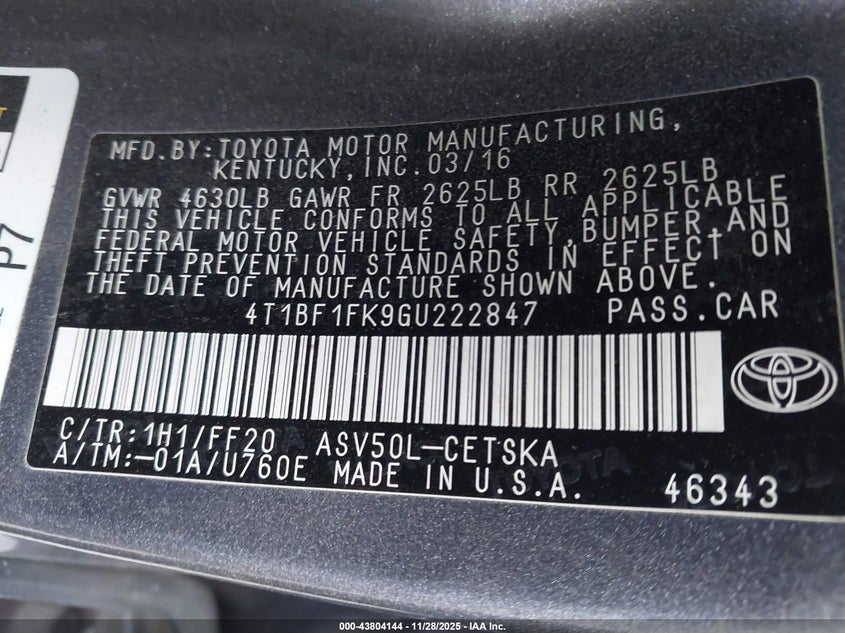 MFD.BY:TOYOTA MOTOR MANUFACTURING,
KENTUCKY,INC.03/16
GVWR 4630LB GAWR FR 2625LB RR 2625LB
THIS VEHICLE CONFORMS TO ALL APPLICABLE
FEDERAL MOTOR VEHICLE SAFETY,BUMPER,AND
THEFT PREVENTION STANDARDS IN EFFECT ON
THE DATE OF MANUFACTURE SHOWN ABOVE.
4T1BF1FK9GU222847 PASS.CAR
C/TR:1H1/FF20 ASV50L-CETSKA
A/TM:-01A/U760E MADE IN U.S.A. 46343
P7
000-43804144 — 11/28/2025 - IAA Inc.